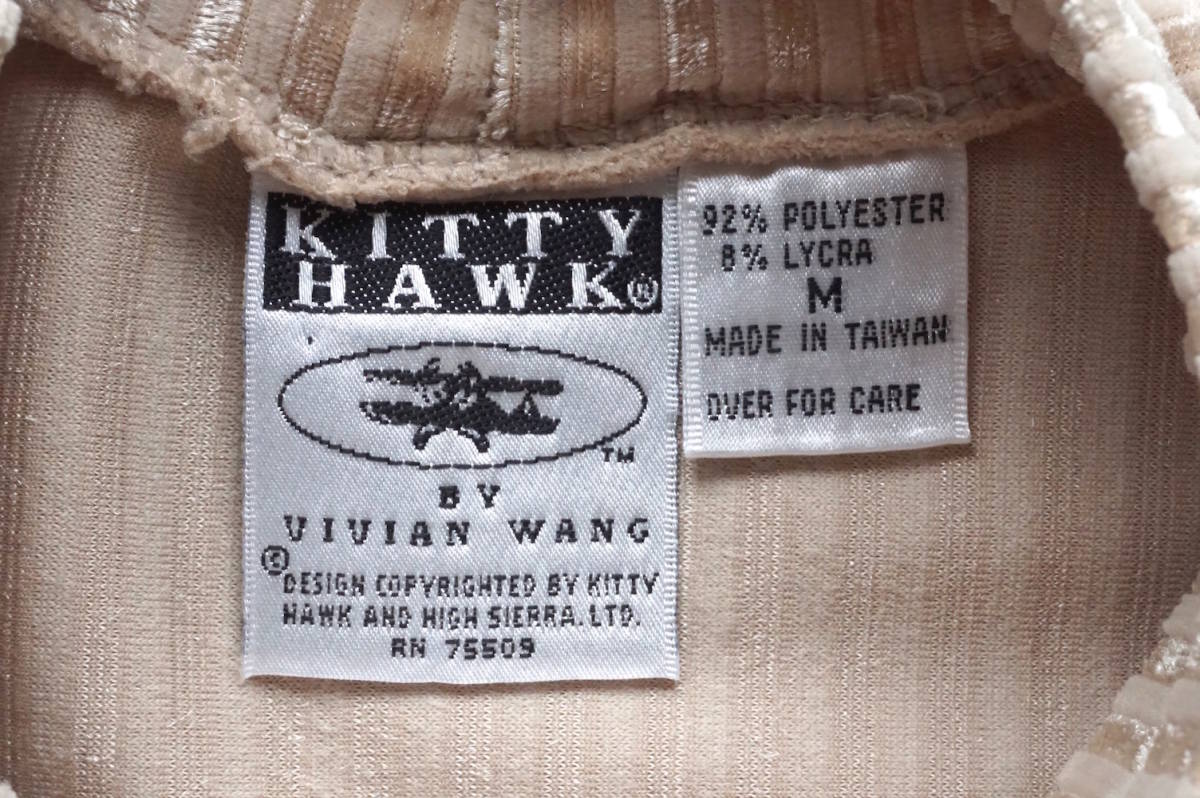 KITTY
HAWK®
TM
BY
VIVIAN WANG
© DESIGN COPYRIGHTED BY KITTY
HAWK AND HIGH SIERRA.LTD.
RN 75509
92% POLYESTER
8% LYCRA
M
MADE IN TAIWAN
OVER FOR CARE